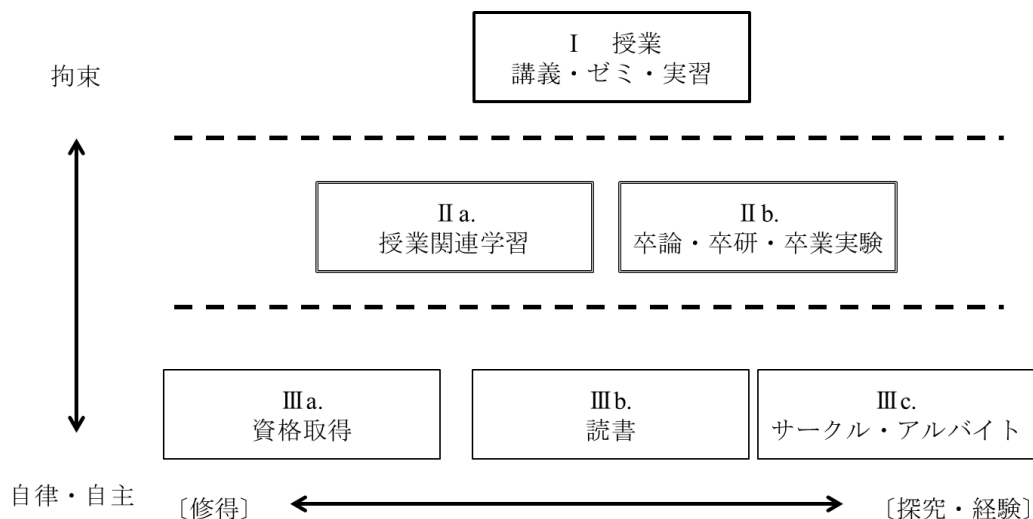 Ⅰ 授業
講義・ゼミ・実習
拘束
Ⅱa.
授業関連学習
Ⅱb.
卒論・卒研・卒業実験
Ⅲa.
資格取得
Ⅲb.
読書
Ⅲc.
サークル・アルバイト
自律・自主
〔修得〕
〔探究・経験〕